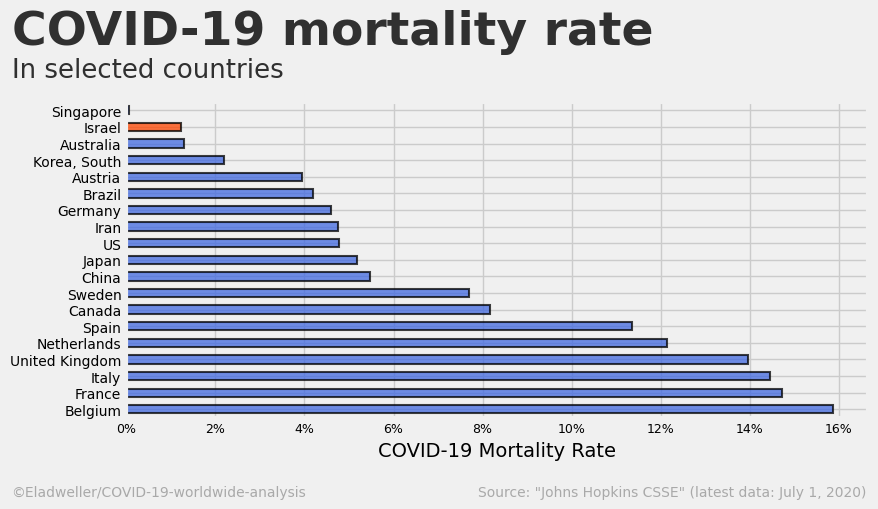 COVID-19 mortality rate
In selected countries
Singapore
Israel
Australia
Korea, South
Austria
Brazil
Germany
Iran
US
Japan
China
Sweden
Canada
Spain
Netherlands
United Kingdom
Italy
France
Belgium
0% 2% 4% 6% 8% 10% 12% 14% 16%
COVID-19 Mortality Rate
©Eladweller/COVID-19-worldwide-analysis Source: "Johns Hopkins CSSE" (latest data: July 1, 2020)